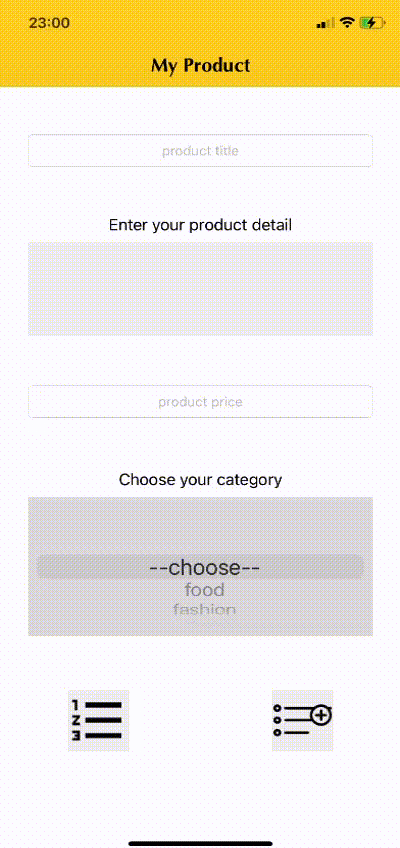 23:00
My Product
product title
Enter your product detail
product price
Choose your category
--choose--
food
fashion
1
2
3